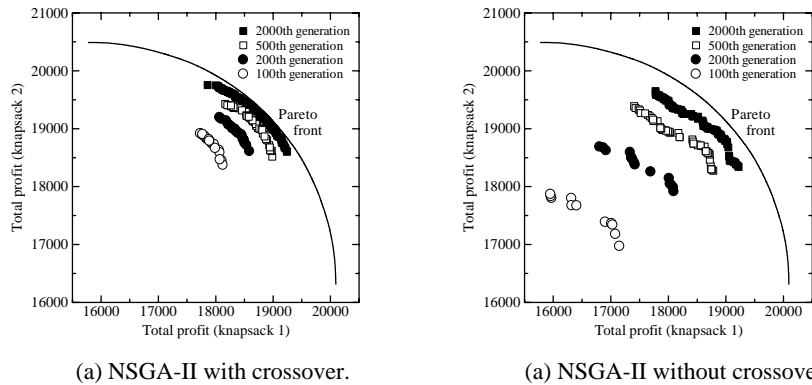 21000
20000
19000
18000
17000
16000
Total profit (knapsack 2)
2000th generation
500th generation
200th generation
100th generation
Pareto
front
16000 17000 18000 19000 20000
Total profit (knapsack 1)
(a) NSGA-II with crossover.
21000
20000
19000
18000
17000
16000
Total profit (knapsack 2)
2000th generation
500th generation
200th generation
100th generation
Pareto
front
16000 17000 18000 19000 20000
Total profit (knapsack 1)
(a) NSGA-II without crossove